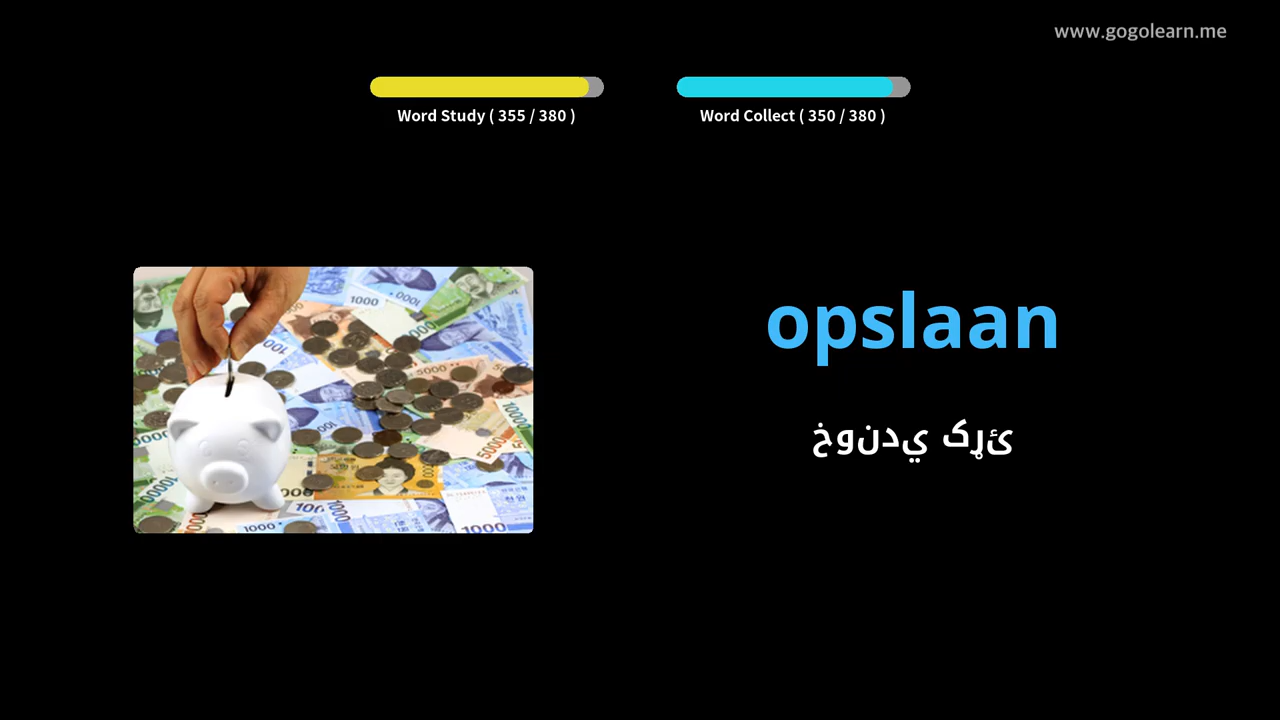 www.gogolearn.me
Word Study ( 355 / 380 )
Word Collect ( 350 / 380 )
opslaan
خوندي کړئ